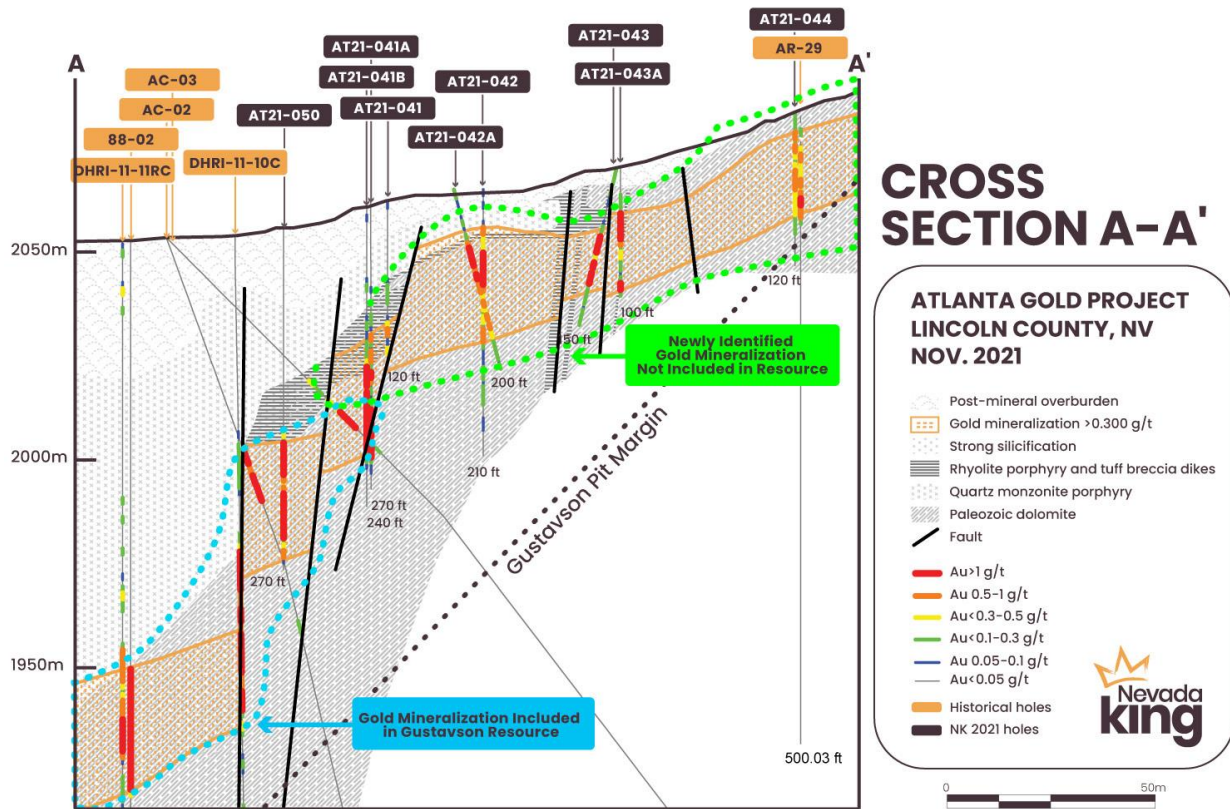 AT21-044
AR-29
AT21-043
AT21-043A
AT21-041A
AT21-041B
AT21-041
AT21-042
AT21-042A
AT21-050
AC-03
AC-02
88-02
DHRI-11-11RC
DHRI-11-10C
A
A'
2050m
2000m
1950m
120 ft
100 ft
150 ft
120 ft
200 ft
210 ft
270 ft
240 ft
270 ft
500.03 ft
Newly Identified
Gold Mineralization
Not Included in Resource
Gustavson Pit Margin
Gold Mineralization Included
in Gustavson Resource
CROSS
SECTION A-A'
ATLANTA GOLD PROJECT
LINCOLN COUNTY, NV
NOV. 2021
Post-mineral overburden
Gold mineralization >0.300 g/t
Strong silicification
Rhyolite porphyry and tuff breccia dikes
Quartz monzonite porphyry
Paleozoic dolomite
Fault
Au>1 g/t
Au 0.5-1 g/t
Au<0.3-0.5 g/t
Au<0.1-0.3 g/t
Au 0.05-0.1 g/t
Au<0.05 g/t
Historical holes
NK 2021 holes
Nevada
king
0
50m